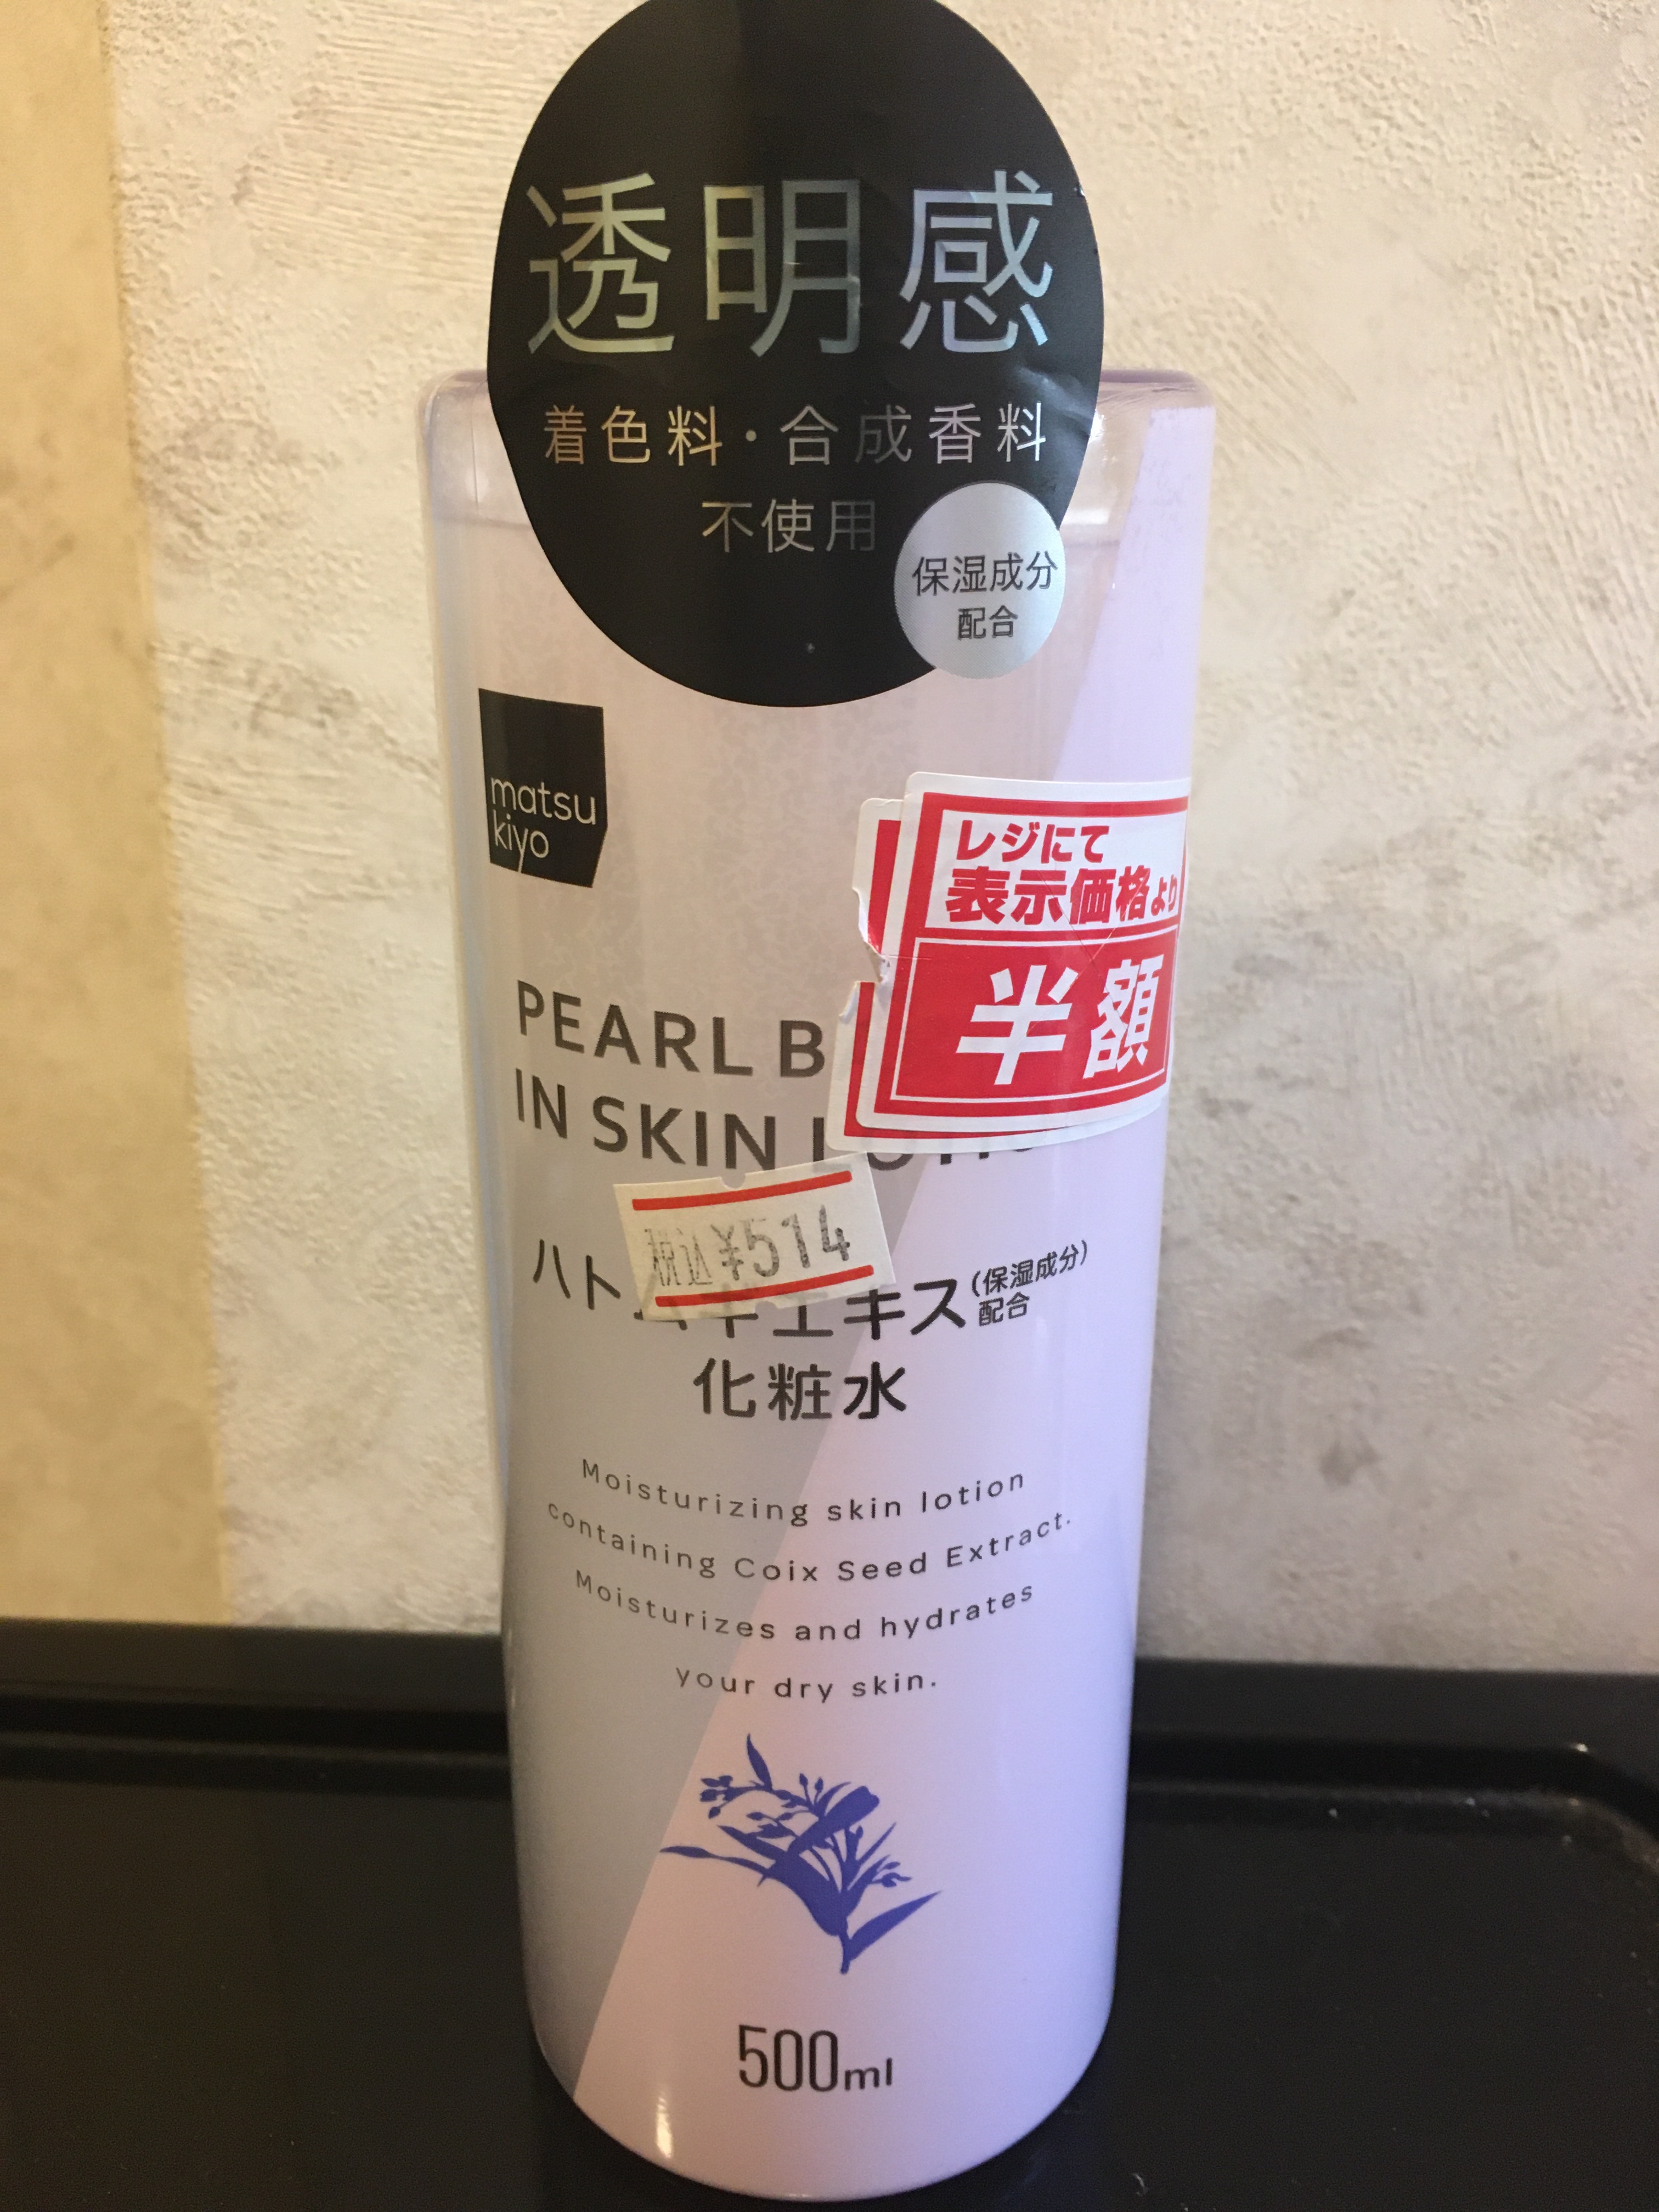 透明感
着色料・合成香料
不使用
保湿成分
配合
matsu
kiyo
レジにて
表示価格より
半額
PEARL B
IN SKIN
税込¥514
ハト
エキス(保湿成分)
配合
化粧水
Moisturizing skin lotion
containing Coix Seed Extract.
Moisturizes and hydrates
your dry skin.
500ml